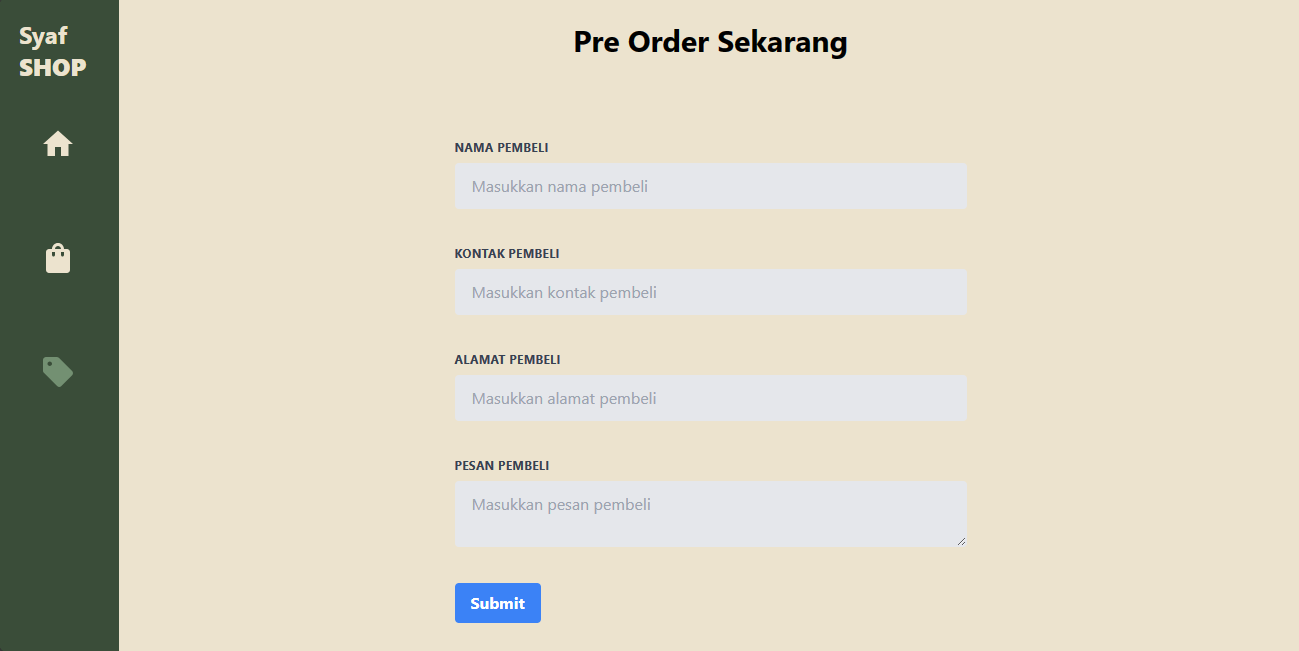 Syaf
SHOP
Pre Order Sekarang
NAMA PEMBELI
Masukkan nama pembeli
KONTAK PEMBELI
Masukkan kontak pembeli
ALAMAT PEMBELI
Masukkan alamat pembeli
PESAN PEMBELI
Masukkan pesan pembeli
Submit